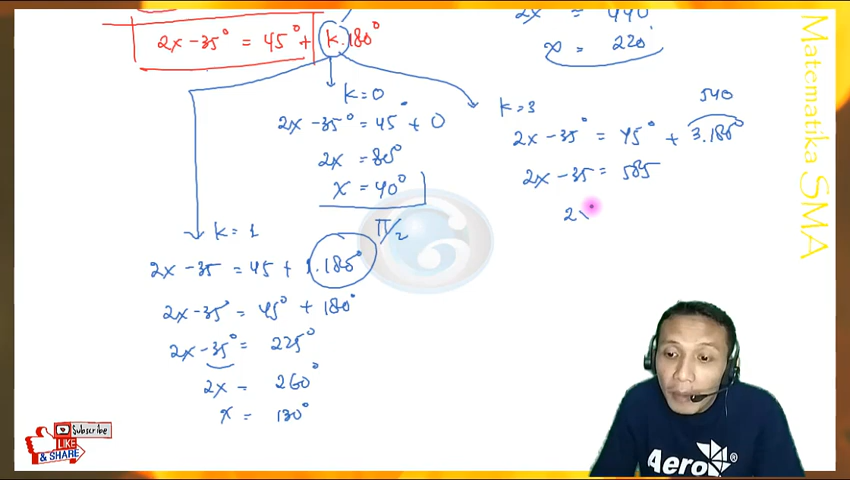 2x - 35° = 45° + k.180°
2x = 440
x = 220°
k=0
2x - 35° = 45° + 0
2x = 80°
x = 40°
π/2
k = 1
2x - 35 = 45 + 1.180°
2x - 35° = 45° + 180°
2x - 35° = 225°
2x = 260°
x = 130°
k=3
540
2x - 35° = 45° + 3.180°
2x - 35 = 585
2x
Matematika SMA
Subscribe
LIKE
& SHARE
Aero